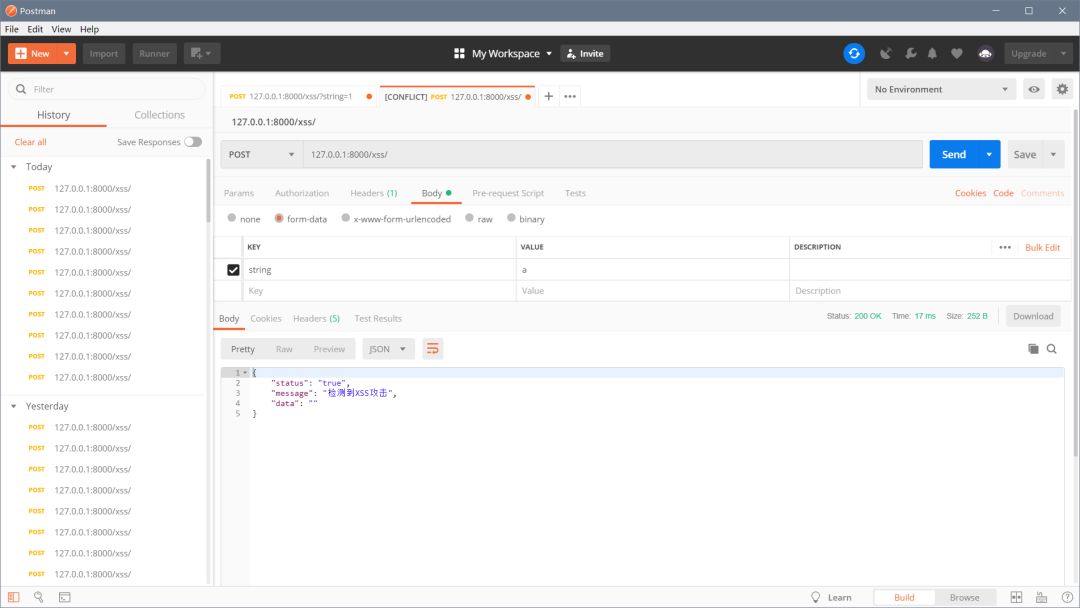 Postman
File Edit View Help
New Import Runner My Workspace Invite Upgrade
Filter
History Collections
Clear all Save Responses
Today
POST 127.0.0.1:8000/xss/
POST 127.0.0.1:8000/xss/
POST 127.0.0.1:8000/xss/
POST 127.0.0.1:8000/xss/
POST 127.0.0.1:8000/xss/
POST 127.0.0.1:8000/xss/
POST 127.0.0.1:8000/xss/
POST 127.0.0.1:8000/xss/
POST 127.0.0.1:8000/xss/
POST 127.0.0.1:8000/xss/
Yesterday
POST 127.0.0.1:8000/xss/
POST 127.0.0.1:8000/xss/
POST 127.0.0.1:8000/xss/
POST 127.0.0.1:8000/xss/
POST 127.0.0.1:8000/xss/
POST 127.0.0.1:8000/xss/
POST 127.0.0.1:8000/xss/
POST 127.0.0.1:8000/xss/
POST 127.0.0.1:8000/xss/?string=1 [CONFLICT] POST 127.0.0.1:8000/xss/ No Environment
127.0.0.1:8000/xss/
POST 127.0.0.1:8000/xss/ Send Save
Params Authorization Headers (1) Body Pre-request Script Tests Cookies Code Comments
none form-data x-www-form-urlencoded raw binary
KEY VALUE DESCRIPTION Bulk Edit
string a
Key Value Description
Body Cookies Headers (5) Test Results Status: 200 OK Time: 17 ms Size: 252 B Download
Pretty Raw Preview JSON
1 {
2 "status": "true",
3 "message": "检测到XSS攻击",
4 "data": ""
5 }
Learn Build Browse